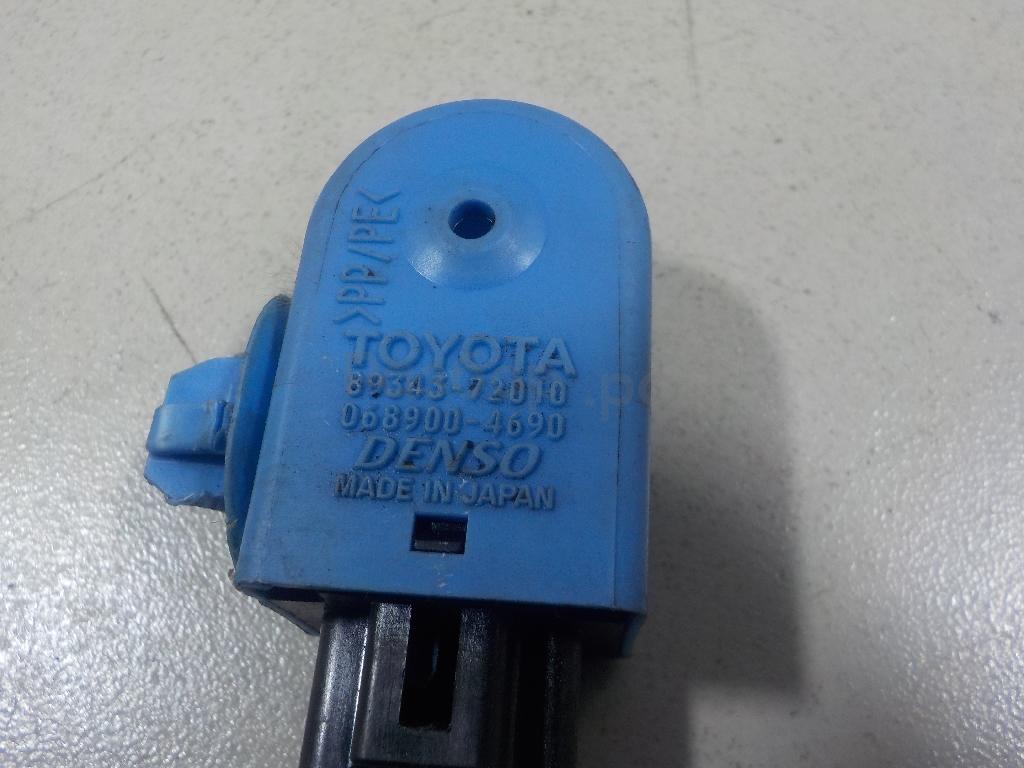 >PP/PE<
TOYOTA
89343-72010
068900-4690
DENSO
MADE IN JAPAN